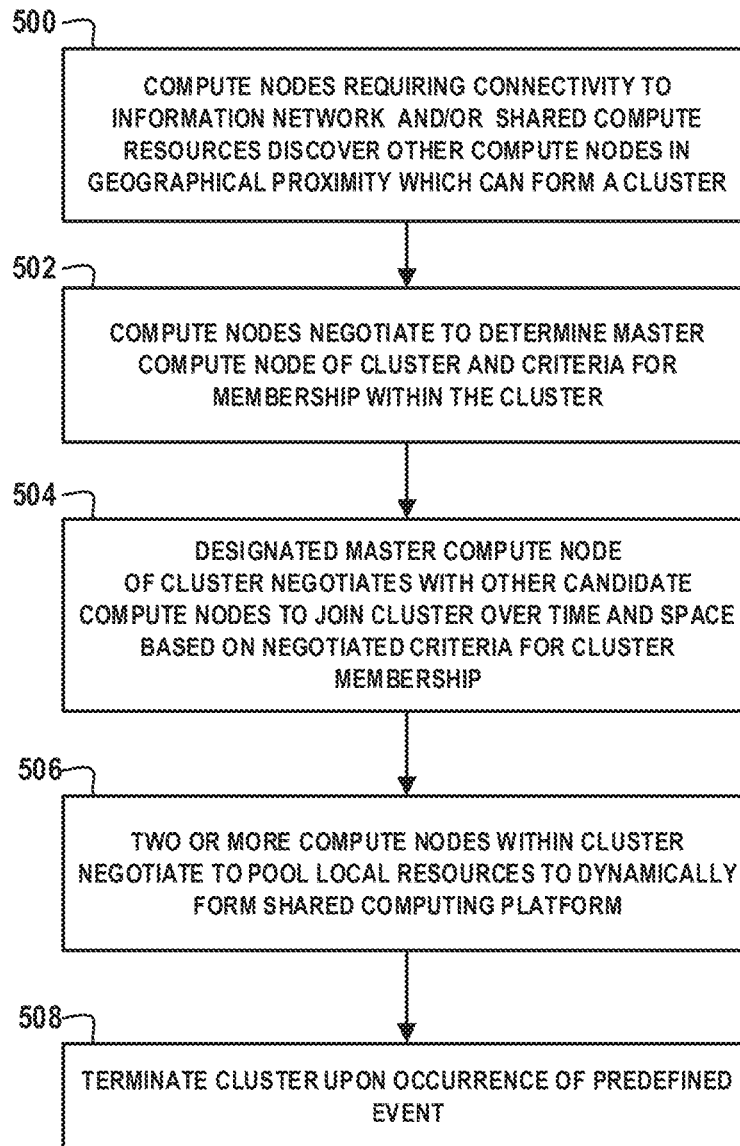 500
COMPUTE NODES REQUIRING CONNECTIVITY TO
INFORMATION NETWORK AND/OR SHARED COMPUTE
RESOURCES DISCOVER OTHER COMPUTE NODES IN
GEOGRAPHICAL PROXIMITY WHICH CAN FORM A CLUSTER
502
COMPUTE NODES NEGOTIATE TO DETERMINE MASTER
COMPUTE NODE OF CLUSTER AND CRITERIA FOR
MEMBERSHIP WITHIN THE CLUSTER
504
DESIGNATED MASTER COMPUTE NODE
OF CLUSTER NEGOTIATES WITH OTHER CANDIDATE
COMPUTE NODES TO JOIN CLUSTER OVER TIME AND SPACE
BASED ON NEGOTIATED CRITERIA FOR CLUSTER
MEMBERSHIP
506
TWO OR MORE COMPUTE NODES WITHIN CLUSTER
NEGOTIATE TO POOL LOCAL RESOURCES TO DYNAMICALLY
FORM SHARED COMPUTING PLATFORM
508
TERMINATE CLUSTER UPON OCCURRENCE OF PREDEFINED
EVENT